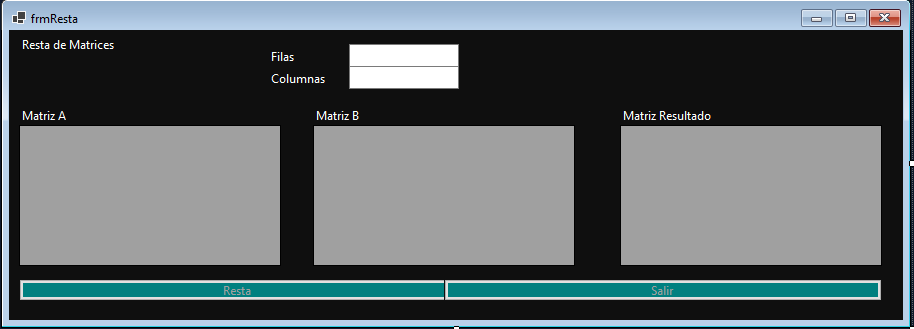 frmResta
Resta de Matrices
Filas
Columnas
Matriz A
Matriz B
Matriz Resultado
Resta
Salir